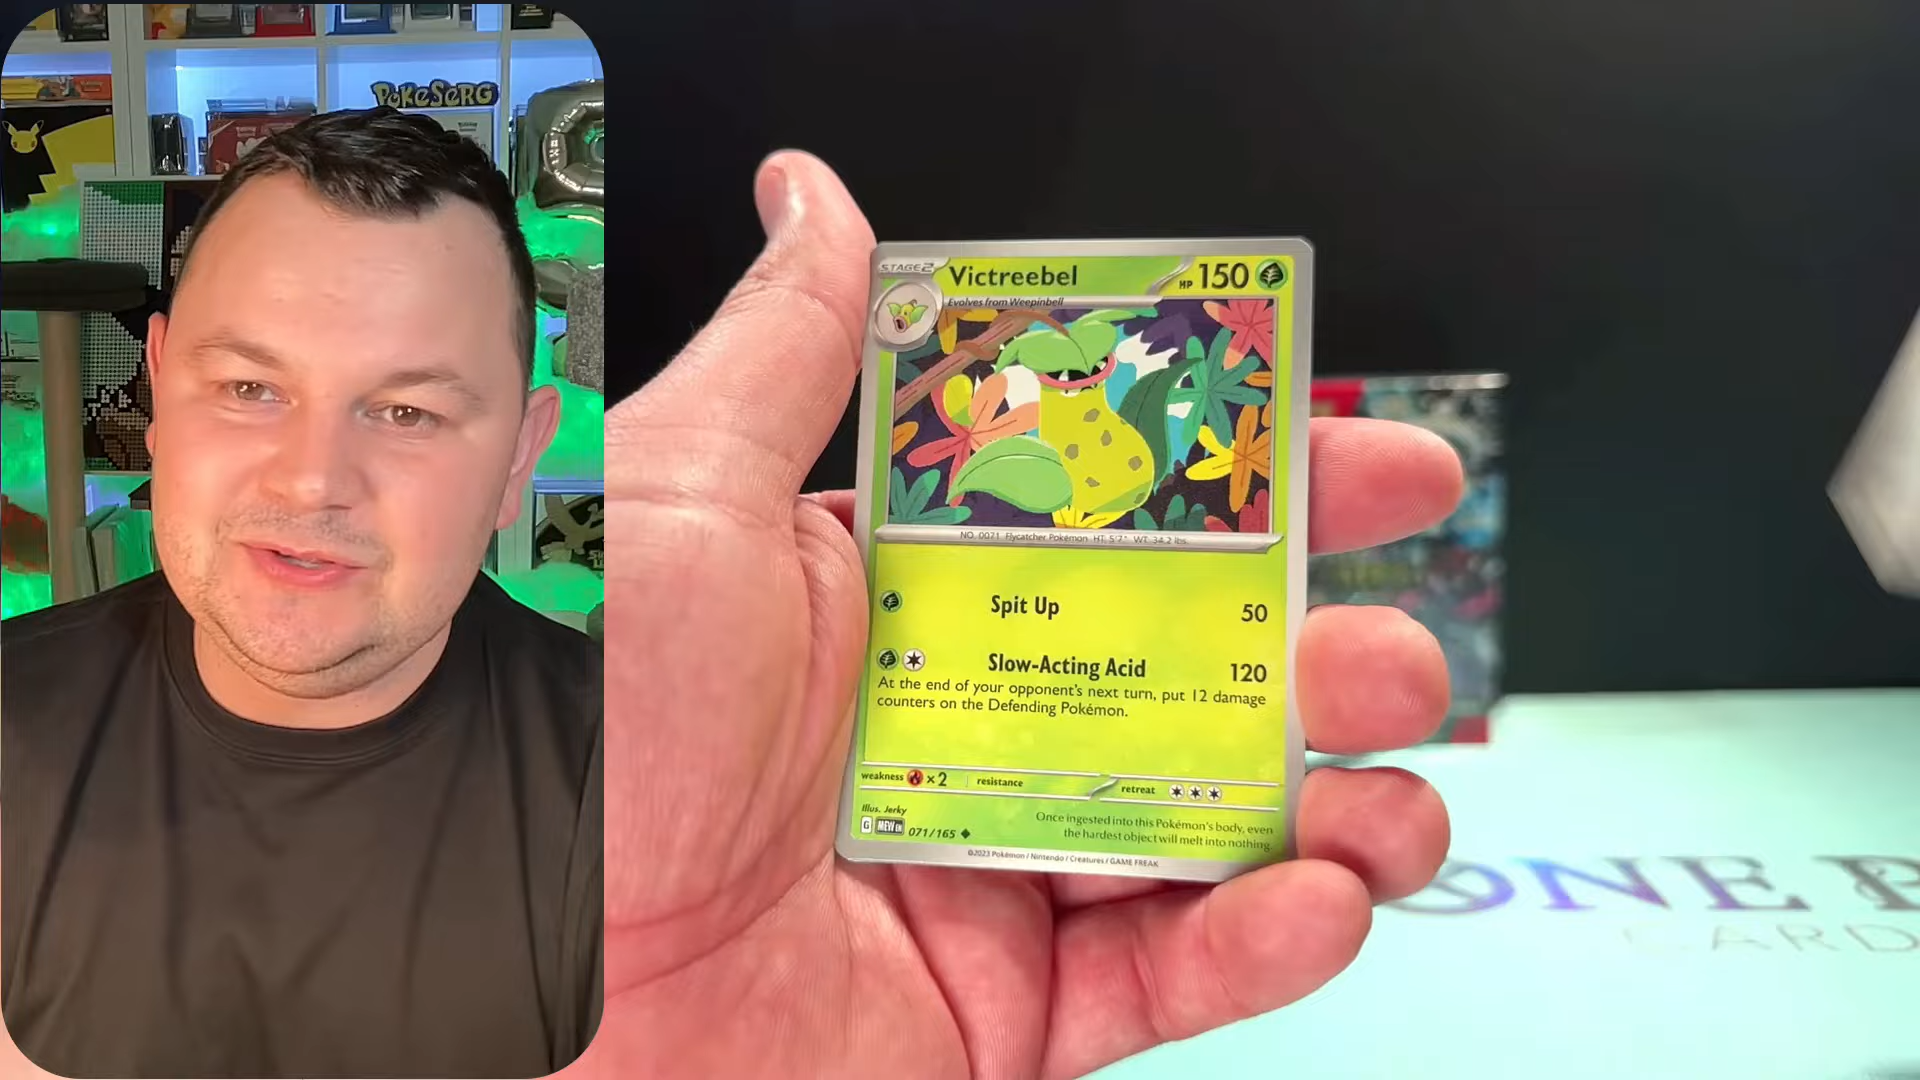 PoKeSeRG
STAGE2
Victreebel
HP 150
Evolves from Weepinbell
NO. 0071 Flycatcher Pokémon HT: 5'7" WT: 34.2 lbs.
Spit Up 50
Slow-Acting Acid 120
At the end of your opponent's next turn, put 12 damage
counters on the Defending Pokémon.
weakness ×2 resistance retreat
Illus. Jerky
G MEW EN 071/165
Once ingested into this Pokémon's body, even
the hardest object will melt into nothing.
©2023 Pokémon / Nintendo / Creatures / GAME FREAK
ONE P
CARD